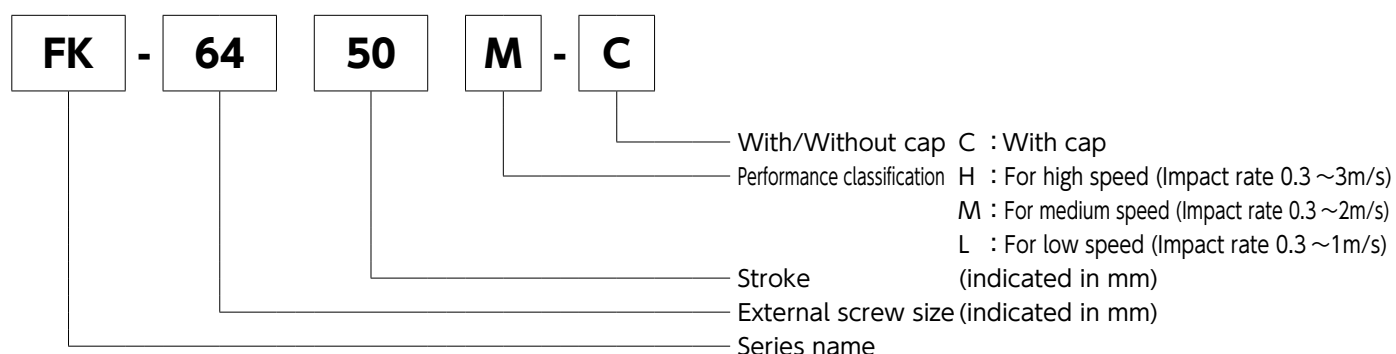 FK - 64 50 M - C
With/Without cap C : With cap
Performance classification H : For high speed (Impact rate 0.3～3m/s)
M : For medium speed (Impact rate 0.3～2m/s)
L : For low speed (Impact rate 0.3～1m/s)
Stroke (indicated in mm)
External screw size (indicated in mm)
Series name